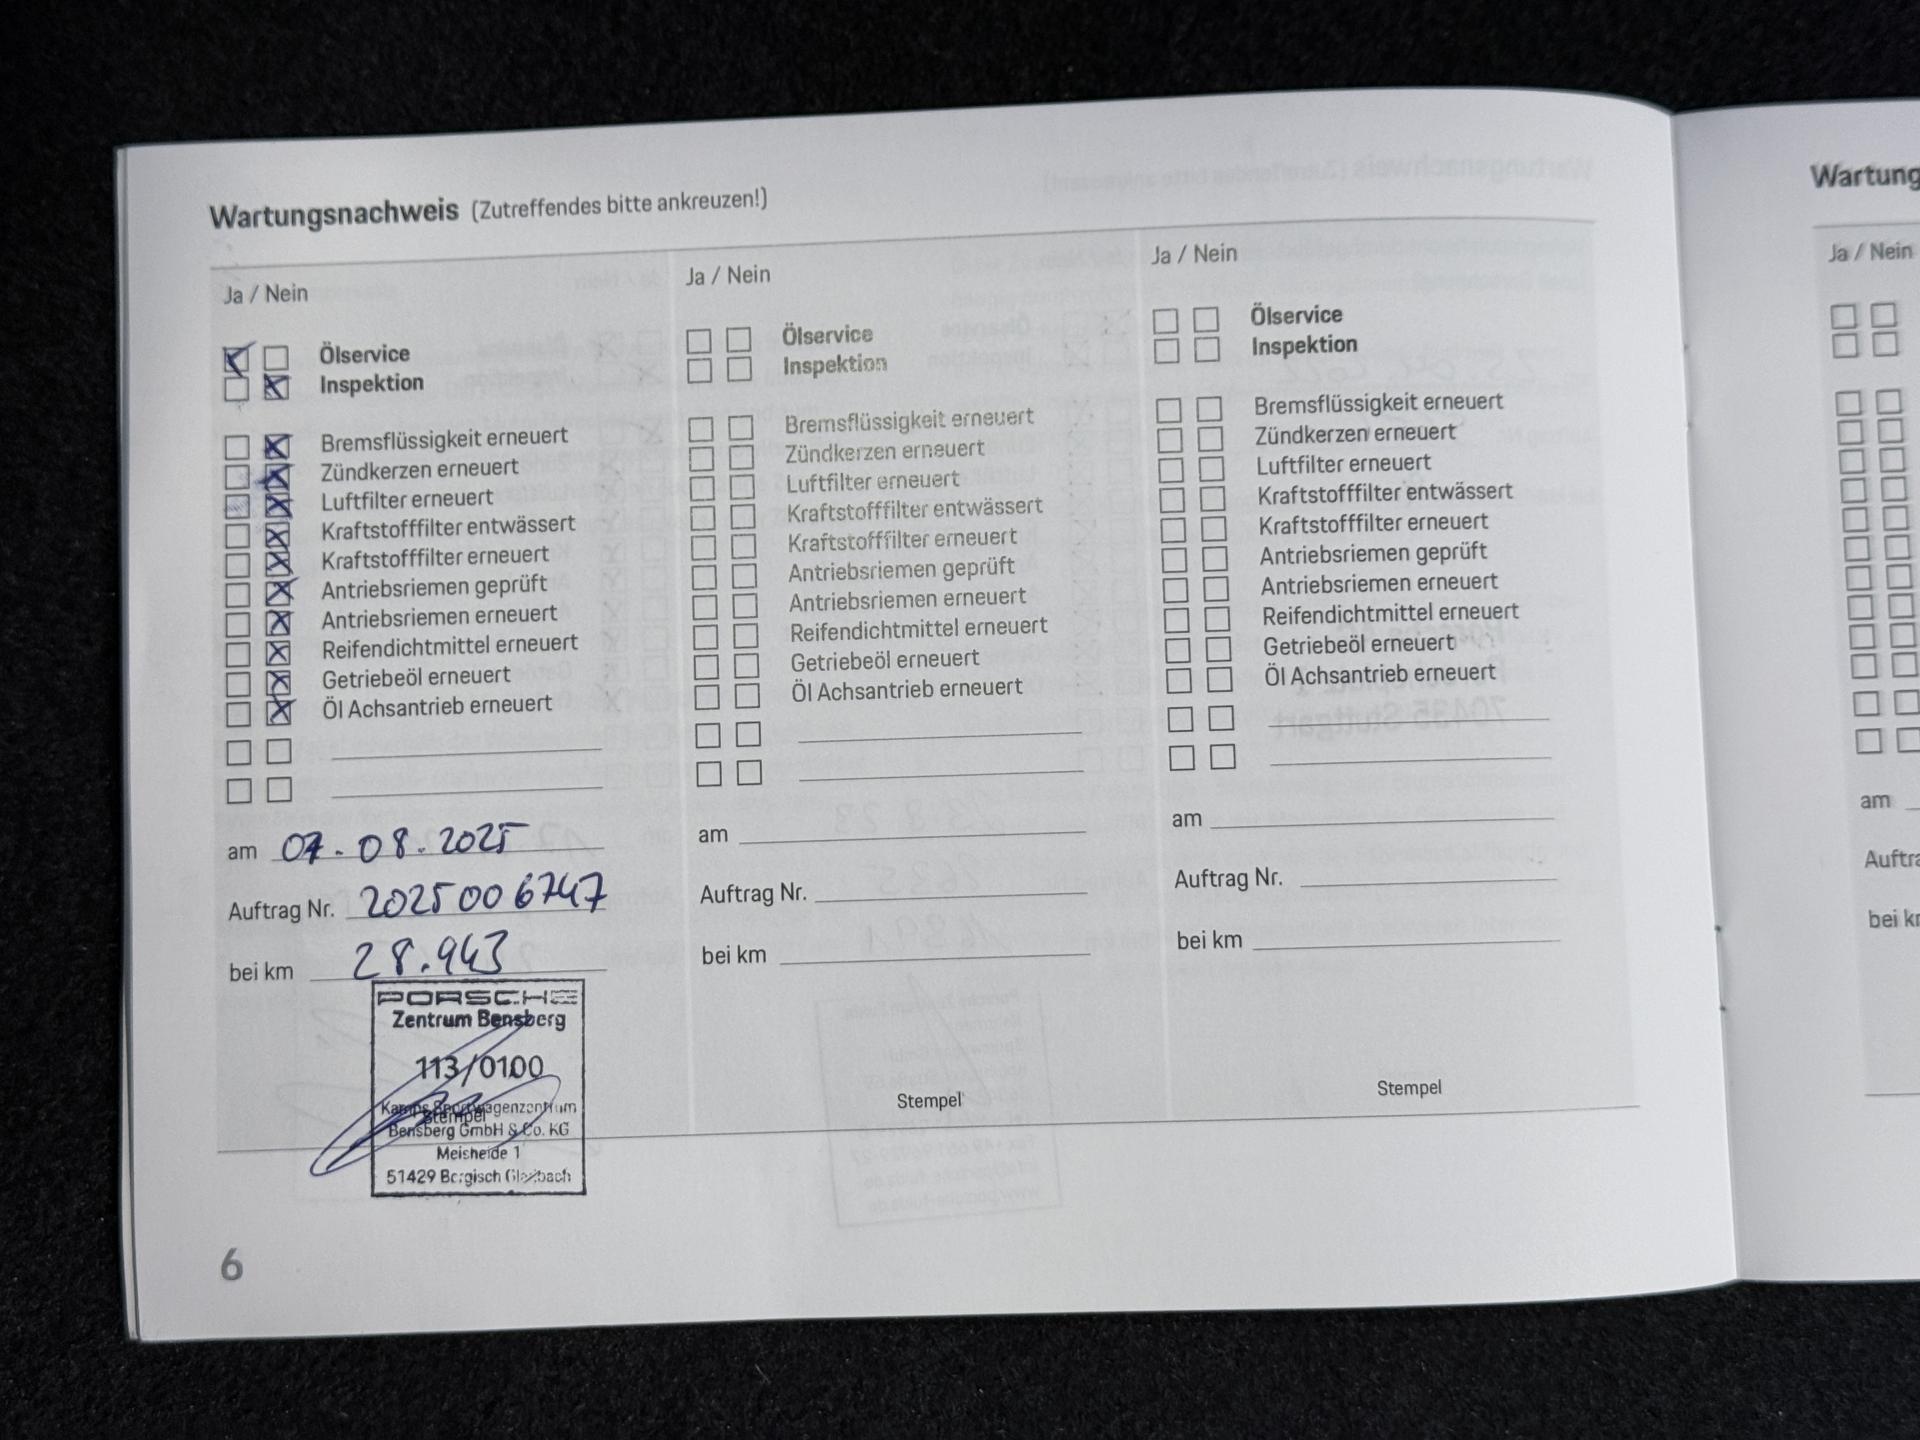 Wartungsnachweis (Zutreffendes bitte ankreuzen!)
Ja / Nein
Ölservice
Inspektion
Bremsflüssigkeit erneuert
Zündkerzen erneuert
Luftfilter erneuert
Kraftstofffilter entwässert
Kraftstofffilter erneuert
Antriebsriemen geprüft
Antriebsriemen erneuert
Reifendichtmittel erneuert
Getriebeöl erneuert
Öl Achsantrieb erneuert
am 07.08.2025
Auftrag Nr. 2025006747
bei km 28.943
PORSCHE
Zentrum Bensberg
113/0100
Kamps Sportwagenzentrum
Stempel
Bensberg GmbH & Co. KG
Meisheide 1
51429 Bergisch Gladbach
Ja / Nein
Ölservice
Inspektion
Bremsflüssigkeit erneuert
Zündkerzen erneuert
Luftfilter erneuert
Kraftstofffilter entwässert
Kraftstofffilter erneuert
Antriebsriemen geprüft
Antriebsriemen erneuert
Reifendichtmittel erneuert
Getriebeöl erneuert
Öl Achsantrieb erneuert
am
Auftrag Nr.
bei km
Stempel
Ja / Nein
Ölservice
Inspektion
Bremsflüssigkeit erneuert
Zündkerzen erneuert
Luftfilter erneuert
Kraftstofffilter entwässert
Kraftstofffilter erneuert
Antriebsriemen geprüft
Antriebsriemen erneuert
Reifendichtmittel erneuert
Getriebeöl erneuert
Öl Achsantrieb erneuert
am
Auftrag Nr.
bei km
Stempel
6
Wartung
Ja / Nein
am
Auftra
bei k